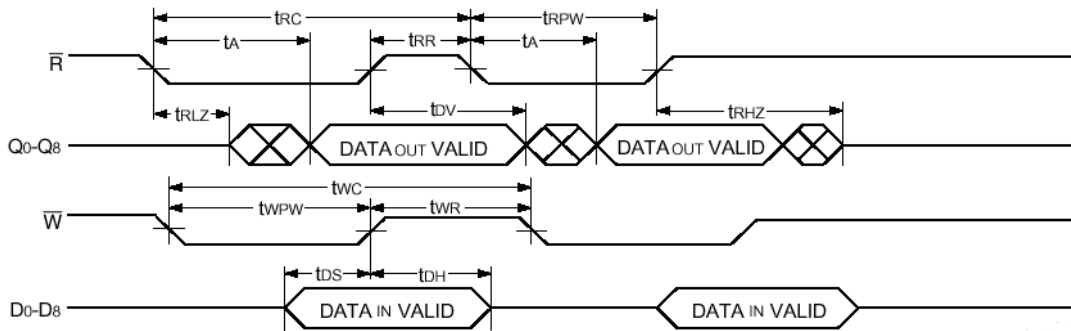 tRC tRPW
tA tRR tA
R̅
tRLZ tDV tRHZ
Q0-Q8 DATA OUT VALID DATA OUT VALID
tWC
tWPW tWR
W̅
tDS tDH
D0-D8 DATA IN VALID DATA IN VALID